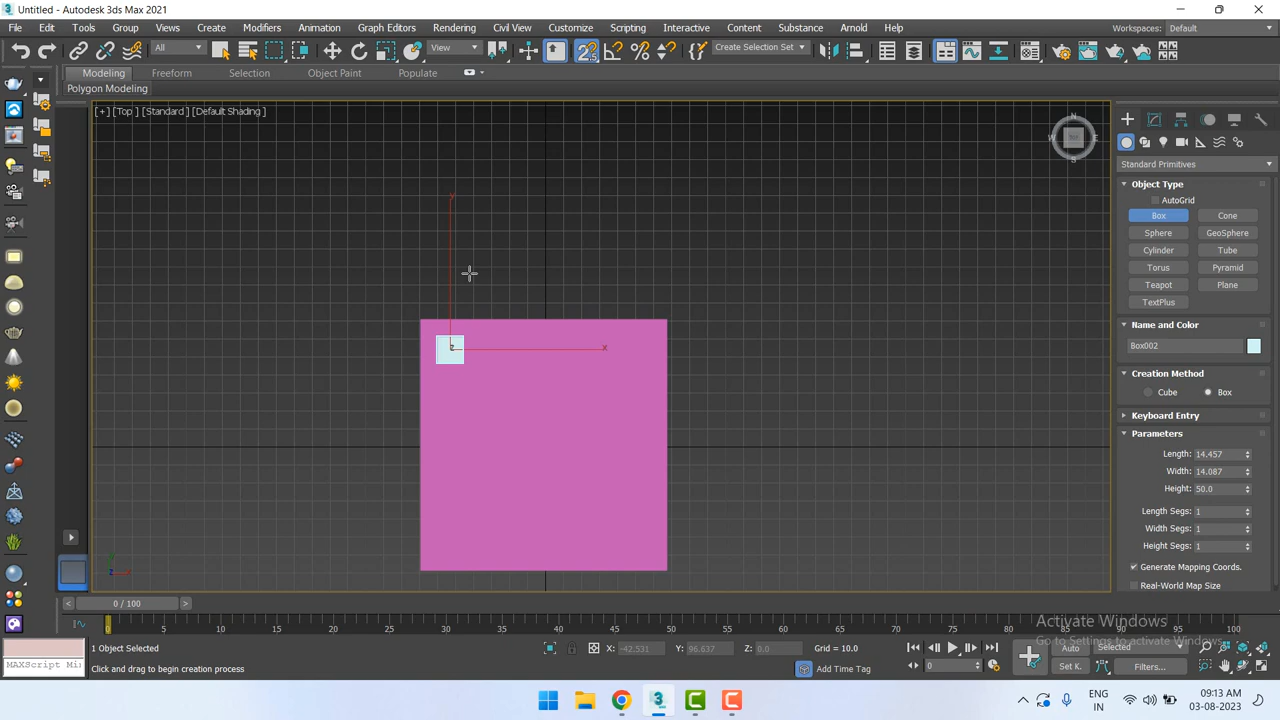 Untitled - Autodesk 3ds Max 2021
File Edit Tools Group Views Create Modifiers Animation Graph Editors Rendering Civil View Customize Scripting Interactive Content Substance Arnold Help Workspaces: Default
All View Create Selection Set
Modeling Freeform Selection Object Paint Populate
Polygon Modeling
[+] [Top ] [Standard ] [Default Shading ]
N
W E
S
Standard Primitives
Object Type
AutoGrid
Box Cone
Sphere GeoSphere
Cylinder Tube
Torus Pyramid
Teapot Plane
TextPlus
Name and Color
Box002
Creation Method
Cube Box
Keyboard Entry
Parameters
Length: 14.457
Width: 14.087
Height: 50.0
Length Segs: 1
Width Segs: 1
Height Segs: 1
Generate Mapping Coords.
Real-World Map Size
y
z x
0 / 100
0 5 10 15 20 25 30 35 40 45 50 55 60 65 70 75 80 85 90 95 100
Activate Windows
Go to Settings to activate Windows.
1 Object Selected X: -42.531 Y: 96.637 Z: 0.0 Grid = 10.0 Auto Selected
MAXScript Mi Click and drag to begin creation process Add Time Tag 0 Set K. Filters...
ENG
IN
09:13 AM
03-08-2023